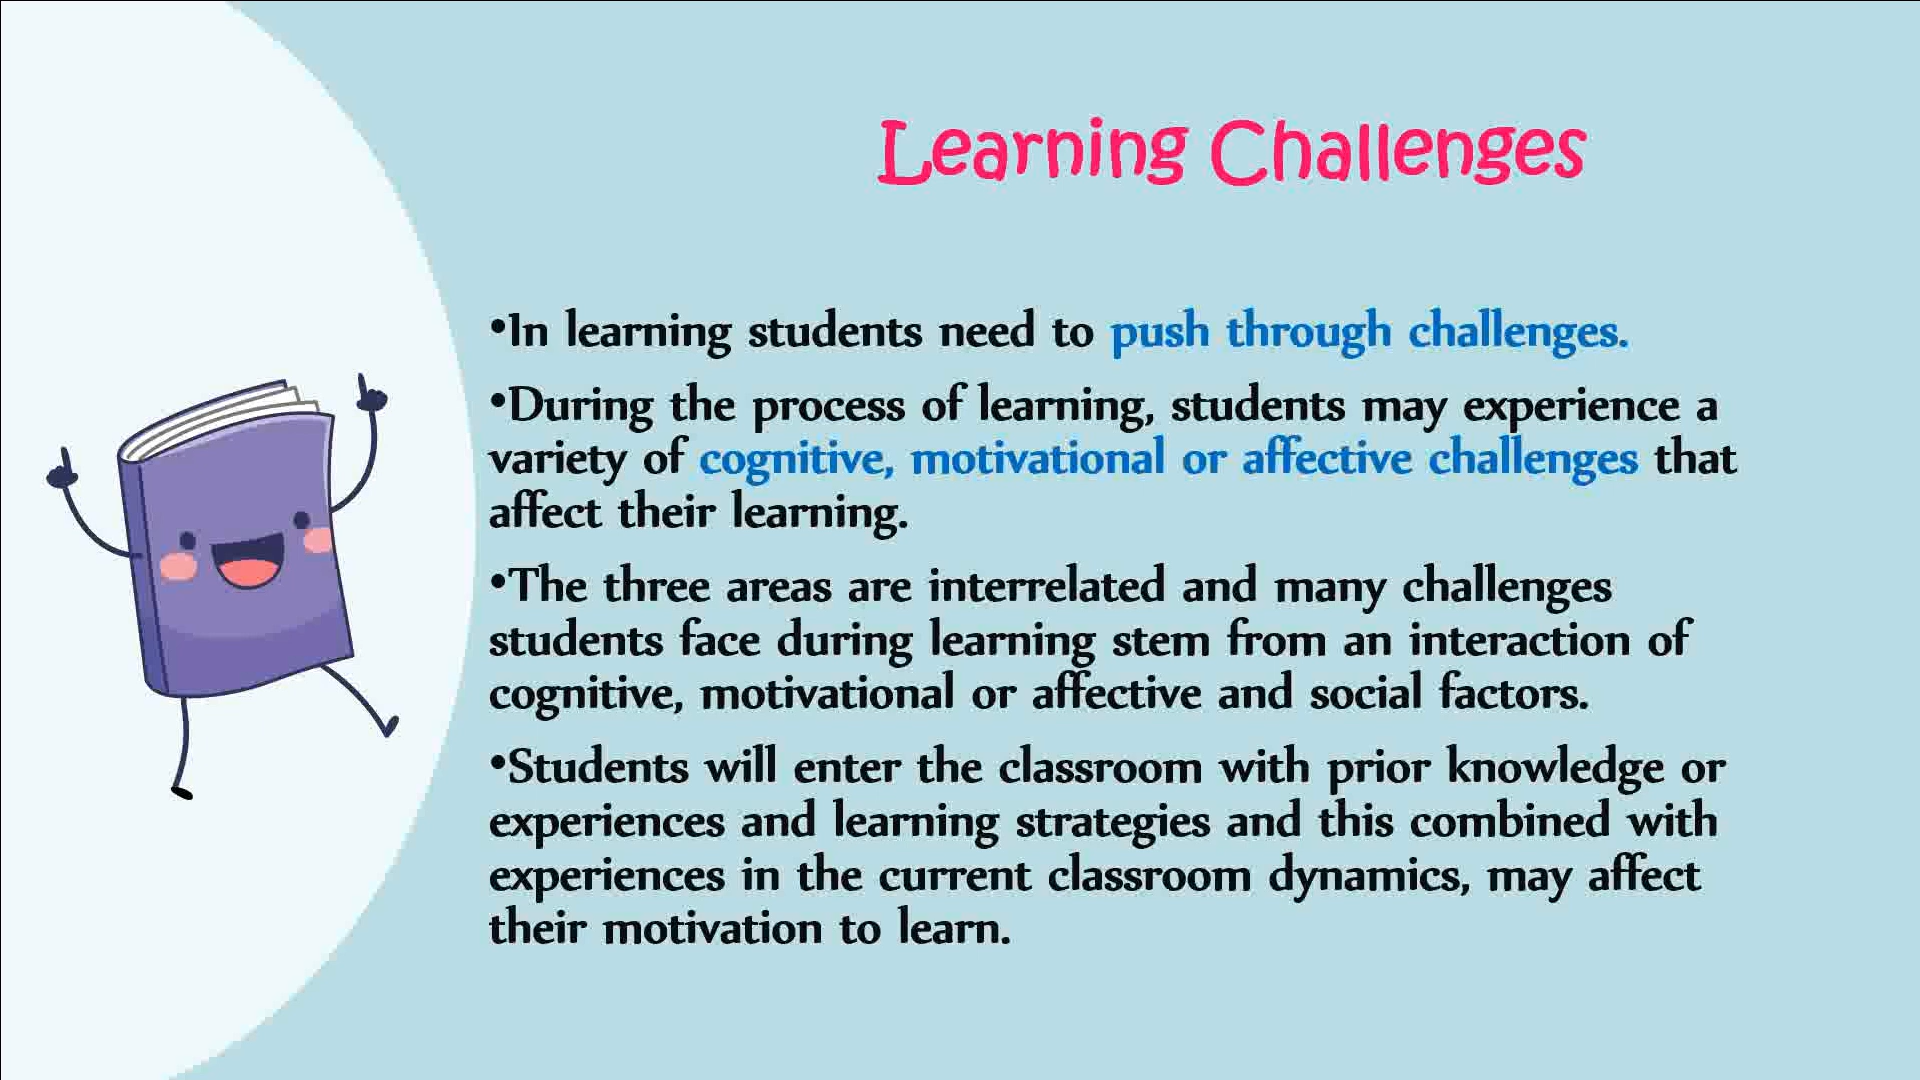 Learning Challenges
•In learning students need to push through challenges.
•During the process of learning, students may experience a
variety of cognitive, motivational or affective challenges that
affect their learning.
•The three areas are interrelated and many challenges
students face during learning stem from an interaction of
cognitive, motivational or affective and social factors.
•Students will enter the classroom with prior knowledge or
experiences and learning strategies and this combined with
experiences in the current classroom dynamics, may affect
their motivation to learn.